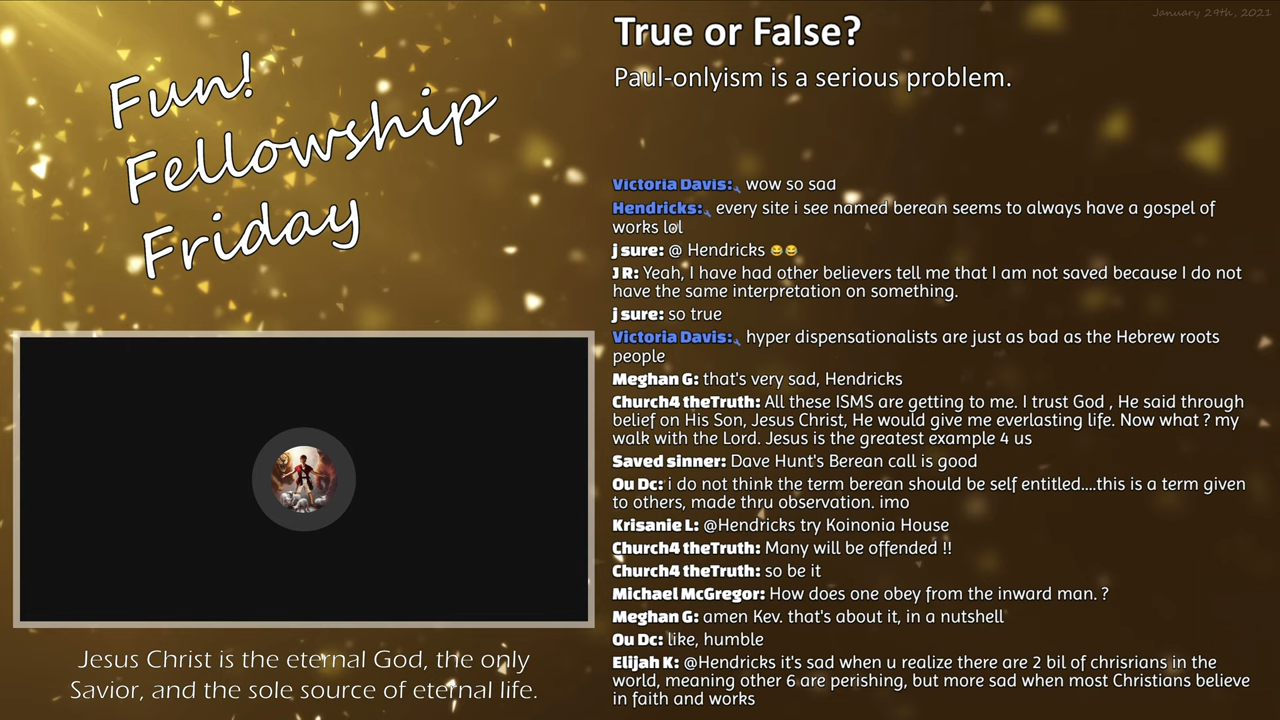 January 29th, 2021
Fun!
Fellowship
Friday
True or False?
Paul-onlyism is a serious problem.
Victoria Davis: wow so sad
Hendricks: every site i see named berean seems to always have a gospel of
works lol
j sure: @ Hendricks 😂😂
J R: Yeah, I have had other believers tell me that I am not saved because I do not
have the same interpretation on something.
j sure: so true
Victoria Davis: hyper dispensationalists are just as bad as the Hebrew roots
people
Meghan G: that's very sad, Hendricks
Church4 theTruth: All these ISMS are getting to me. I trust God , He said through
belief on His Son, Jesus Christ, He would give me everlasting life. Now what ? my
walk with the Lord. Jesus is the greatest example 4 us
Saved sinner: Dave Hunt's Berean call is good
Ou Dc: i do not think the term berean should be self entitled....this is a term given
to others, made thru observation. imo
Krisanie L: @Hendricks try Koinonia House
Church4 theTruth: Many will be offended !!
Church4 theTruth: so be it
Michael McGregor: How does one obey from the inward man. ?
Meghan G: amen Kev. that's about it, in a nutshell
Ou Dc: like, humble
Elijah K: @Hendricks it's sad when u realize there are 2 bil of chrisrians in the
world, meaning other 6 are perishing, but more sad when most Christians believe
in faith and works
Jesus Christ is the eternal God, the only
Savior, and the sole source of eternal life.